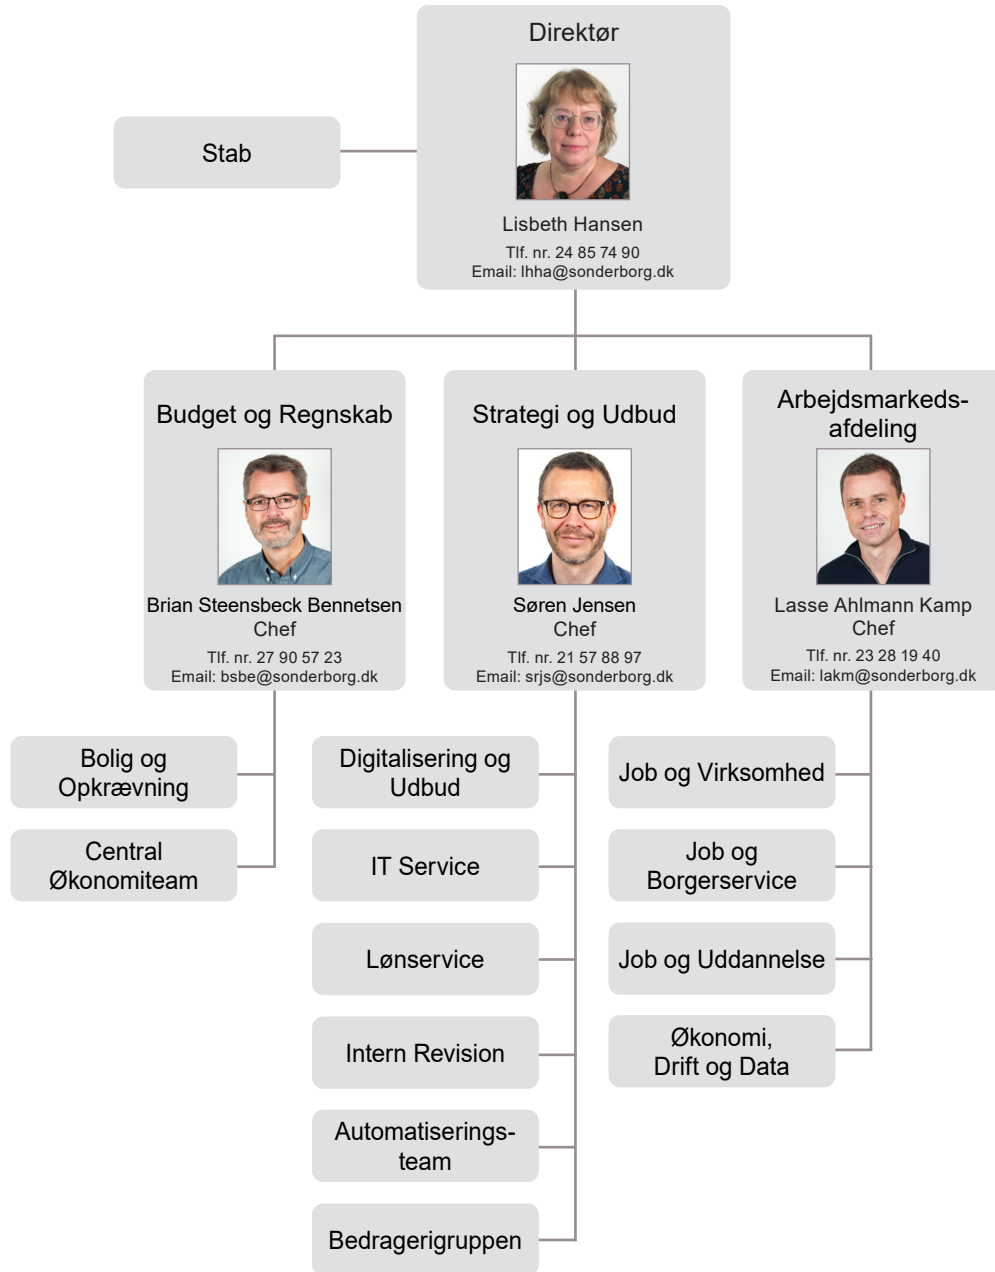 Direktør
Stab
Lisbeth Hansen
Tlf. nr. 24 85 74 90
Email: lhha@sonderborg.dk
Budget og Regnskab
Brian Steensbeck Bennetsen
Chef
Tlf. nr. 27 90 57 23
Email: bsbe@sonderborg.dk
Strategi og Udbud
Søren Jensen
Chef
Tlf. nr. 21 57 88 97
Email: srjs@sonderborg.dk
Arbejdsmarkeds-
afdeling
Lasse Ahlmann Kamp
Chef
Tlf. nr. 23 28 19 40
Email: lakm@sonderborg.dk
Bolig og
Opkrævning
Central
Økonomiteam
Digitalisering og
Udbud
IT Service
Lønservice
Intern Revision
Automatiserings-
team
Bedragerigruppen
Job og Virksomhed
Job og
Borgerservice
Job og Uddannelse
Økonomi,
Drift og Data